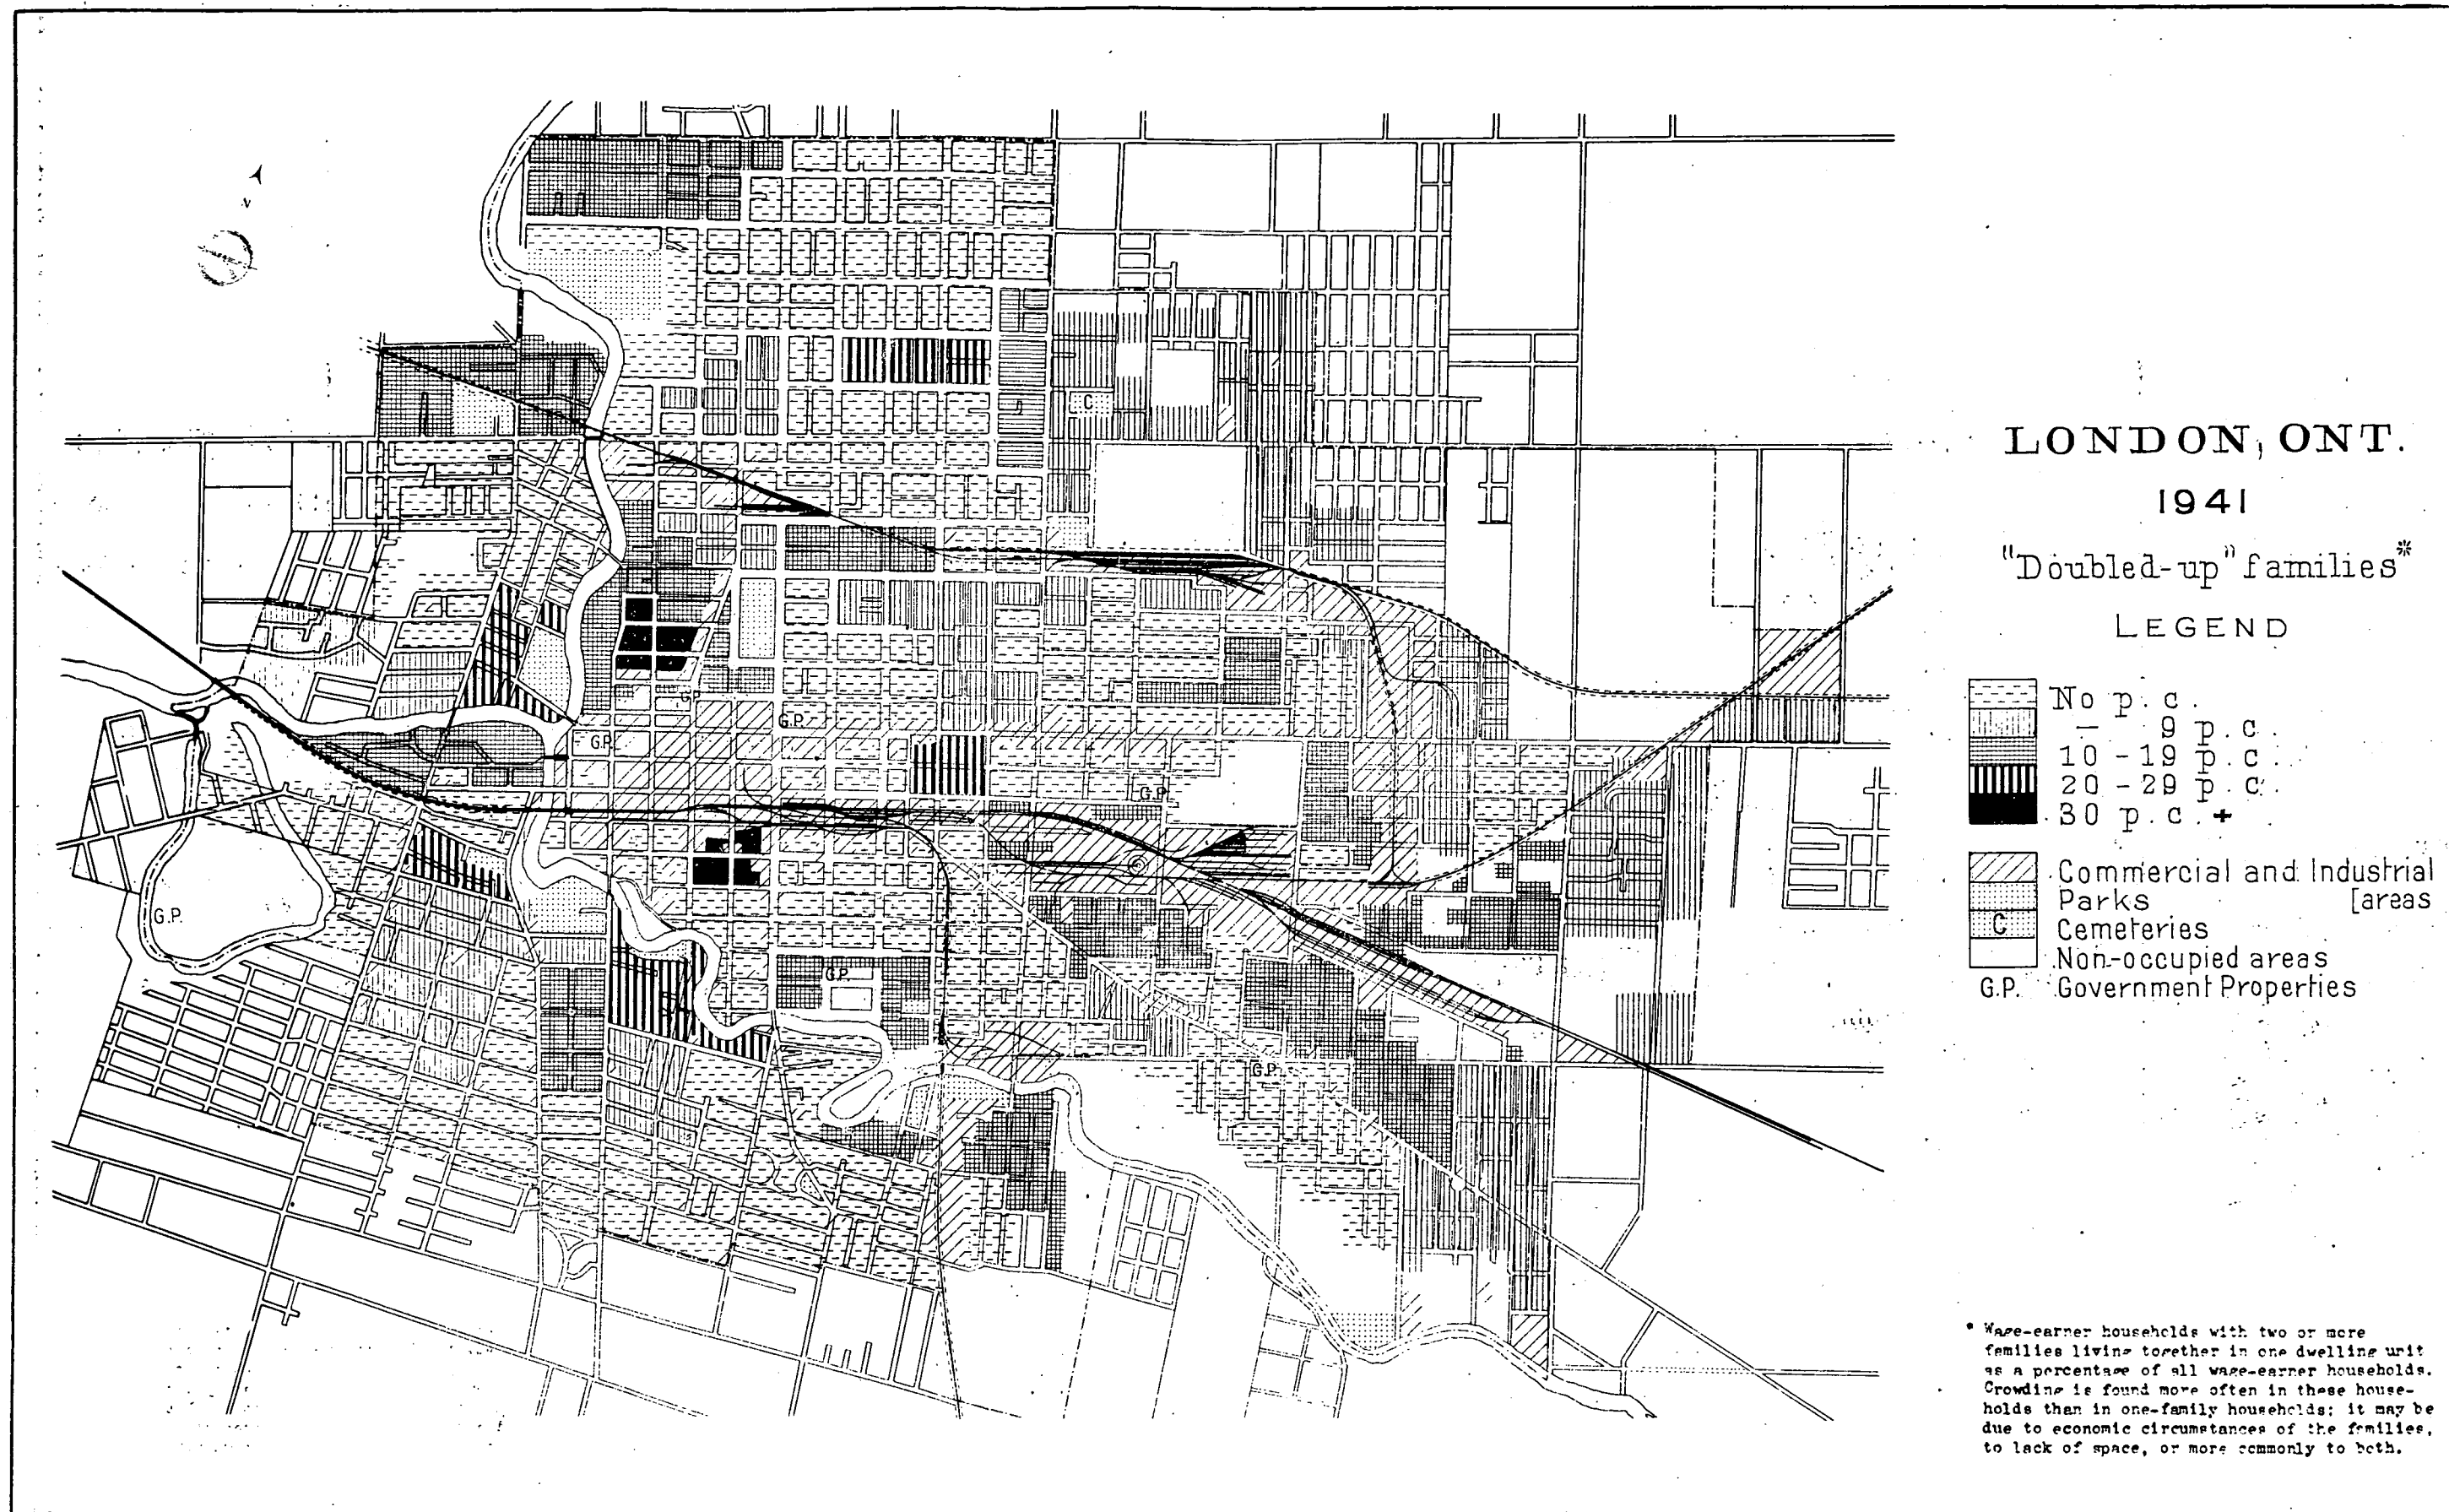 N
C
G.P.
G.P.
G.P.
G.P.
G.P.
G.P.
G.P.
LONDON, ONT.
1941
"Doubled-up" families*
LEGEND
No p.c.
— 9 p.c.
10 - 19 p.c.
20 - 29 p.c.
30 p.c. +
Commercial and Industrial
Parks [areas
C Cemeteries
Non-occupied areas
G.P. Government Properties
* Wage-earner households with two or more
families living together in one dwelling unit
as a percentage of all wage-earner households.
Crowding is found more often in these house-
holds than in one-family households; it may be
due to economic circumstances of the families,
to lack of space, or more commonly to both.